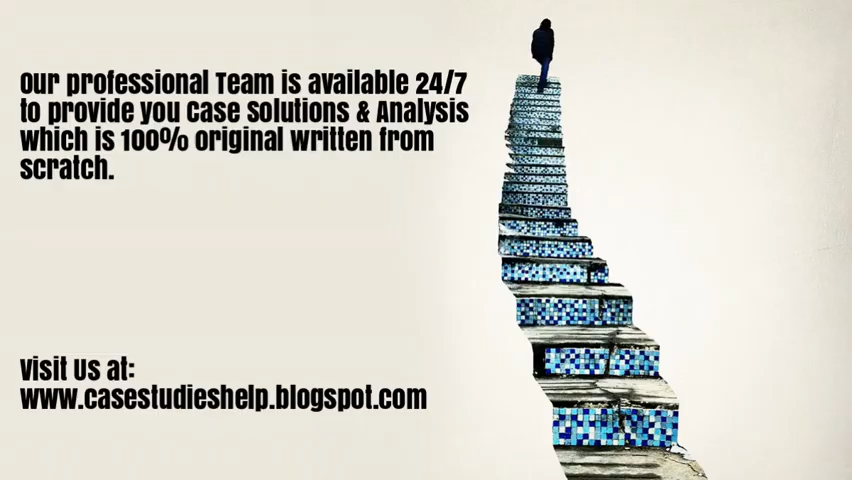 Our professional Team is available 24/7
to provide you Case Solutions & Analysis
which is 100% original written from
scratch.
Visit Us at:
www.casestudieshelp.blogspot.com